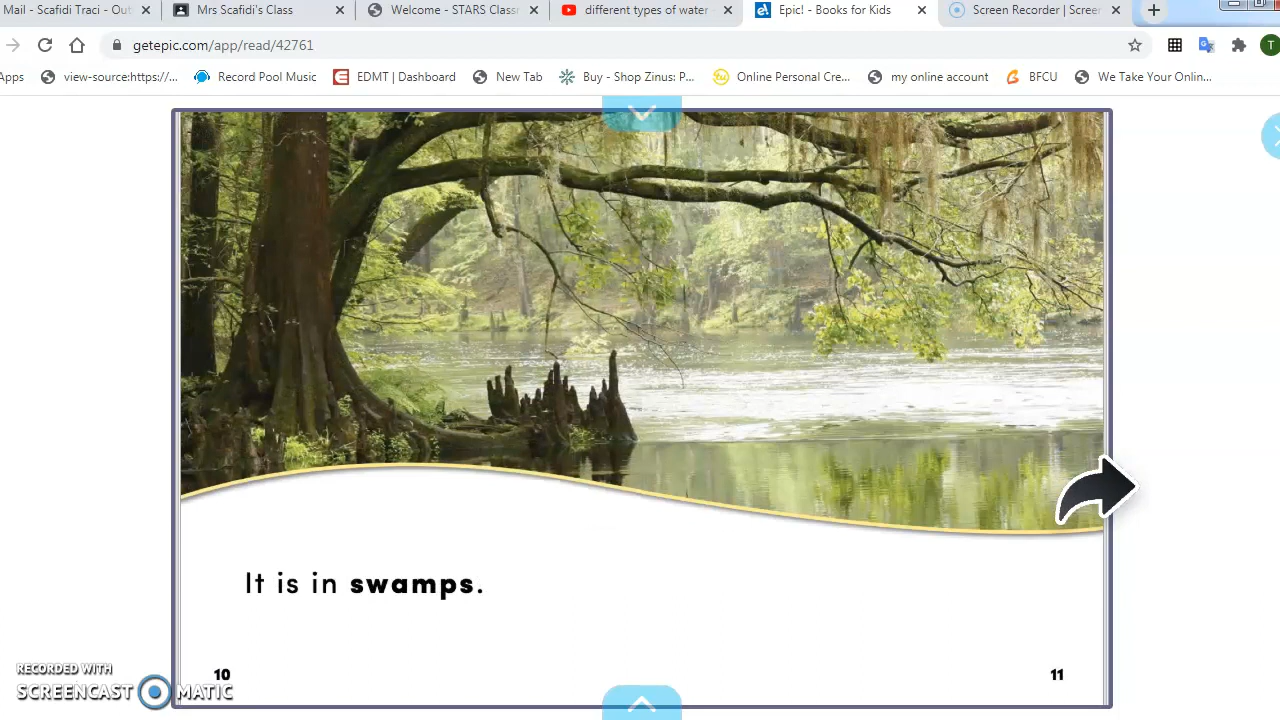 Mail - Scafidi Traci - Out
Mrs Scafidi's Class
Welcome - STARS Class
different types of water
Epic! - Books for Kids
Screen Recorder | Screen
getepic.com/app/read/42761
T
Apps
view-source:https://...
Record Pool Music
EDMT | Dashboard
New Tab
Buy - Shop Zinus: P...
yu
Online Personal Cre...
my online account
BFCU
We Take Your Onlin...
It is in swamps.
10
11
RECORDED WITH
SCREENCAST MATIC